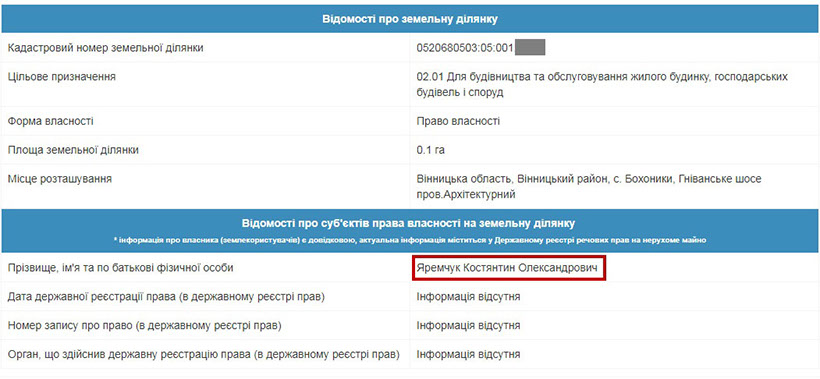 Відомості про земельну ділянку
Кадастровий номер земельної ділянки 0520680503:05:001
Цільове призначення 02.01 Для будівництва та обслуговування жилого будинку, господарських
будівель і споруд
Форма власності Право власності
Площа земельної ділянки 0.1 га
Місце розташування Вінницька область, Вінницький район, с. Бохоники, Гніванське шосе
пров.Архітектурний
Відомості про суб'єктів права власності на земельну ділянку
* інформація про власника (землекористувачів) є довідковою, актуальна інформація міститься у Державному реєстрі речових прав на нерухоме майно
Прізвище, ім'я та по батькові фізичної особи Яремчук Костянтин Олександрович
Дата державної реєстрації права (в державному реєстрі прав) Інформація відсутня
Номер запису про право (в державному реєстрі прав) Інформація відсутня
Орган, що здійснив державну реєстрацію права (в державному реєстрі прав) Інформація відсутня